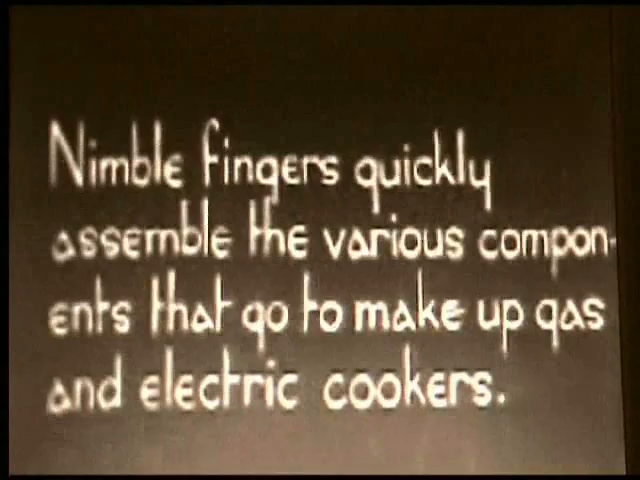 Nimble fingers quickly
assemble the various compon-
ents that go to make up gas
and electric cookers.